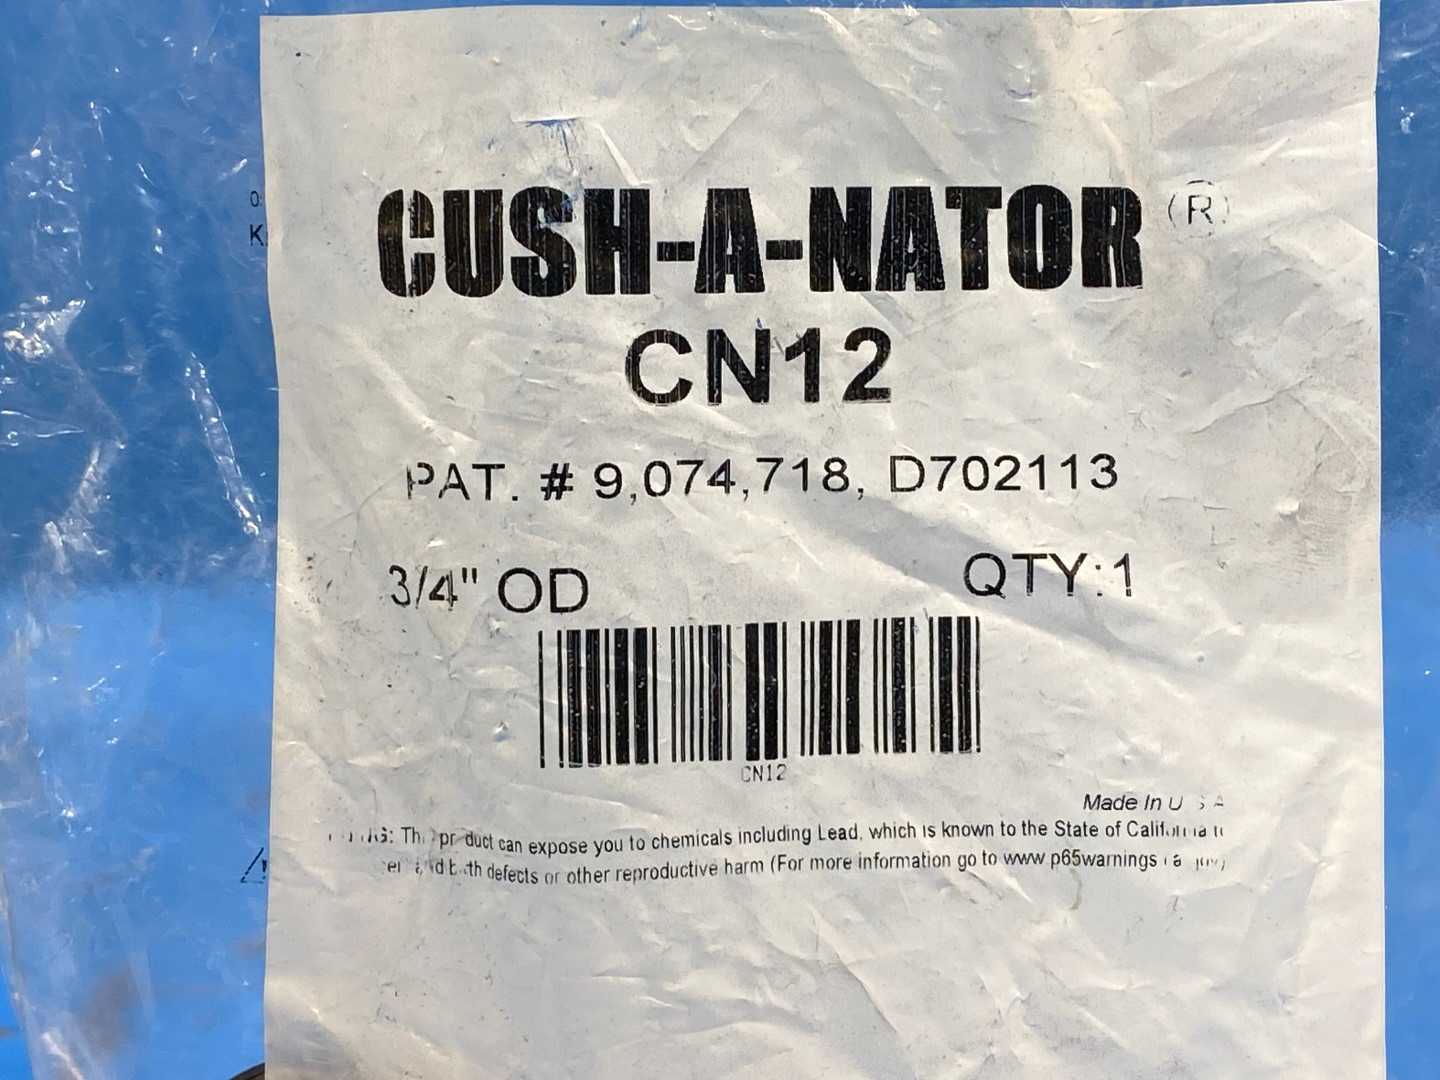 CUSH-A-NATOR (R)
CN12
PAT. # 9,074,718, D702113
3/4" OD QTY:1
CN12
Made In U S A
product can expose you to chemicals including Lead, which is known to the State of California
defects or other reproductive harm (For more information go to www.p65warnings